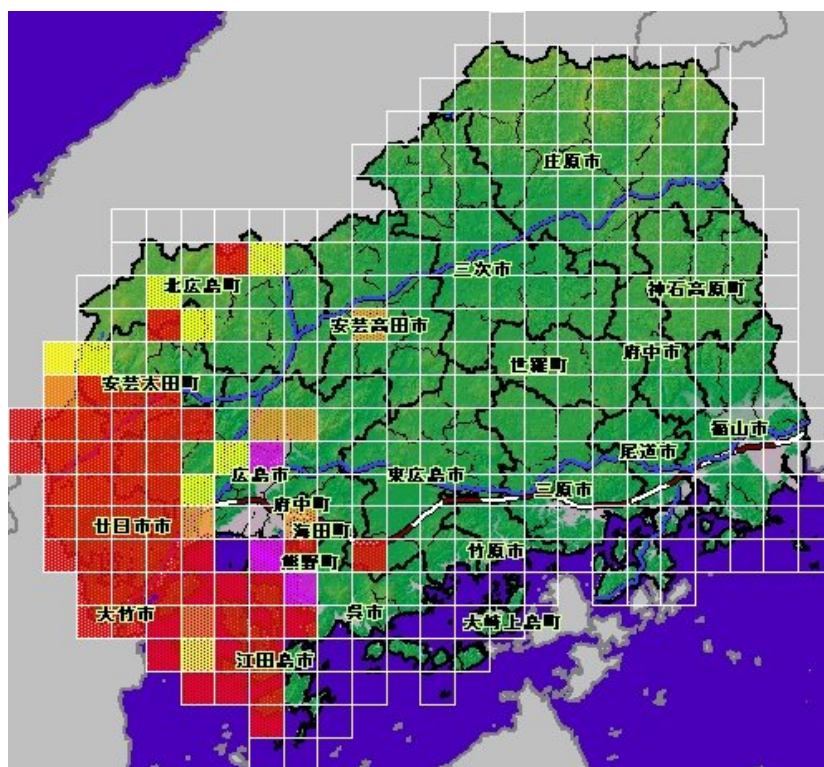 庄原市
三次市
北広島町
神石高原町
安芸高田市
府中市
世羅町
安芸太田町
福山市
尾道市
広島市
東広島市
三原市
府中町
廿日市市
海田町
竹原市
熊野町
大竹市
呉市
大崎上島町
江田島市